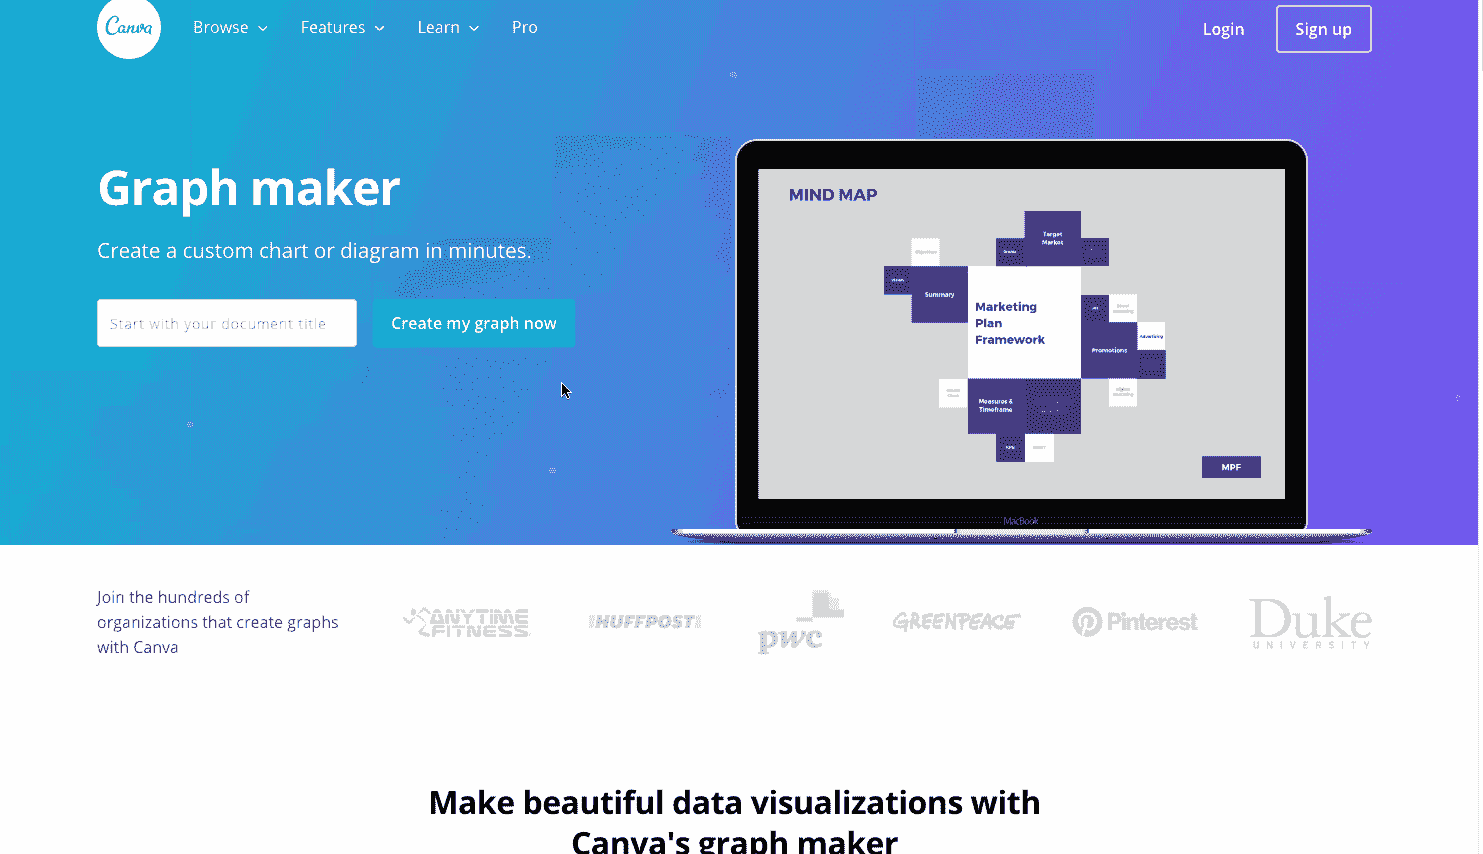 Canva
Browse
Features
Learn
Pro
Login
Sign up
Graph maker
Create a custom chart or diagram in minutes.
Start with your document title
Create my graph now
MIND MAP
Target
Market
Summary
Marketing
Plan
Framework
Advertising
Promotions
Measures &
Timeframe
MPF
MacBook
Join the hundreds of
organizations that create graphs
with Canva
ANYTIME
FITNESS
HUFFPOST
pwc
GREENPEACE
Pinterest
Duke
UNIVERSITY
Make beautiful data visualizations with
Canva's graph maker